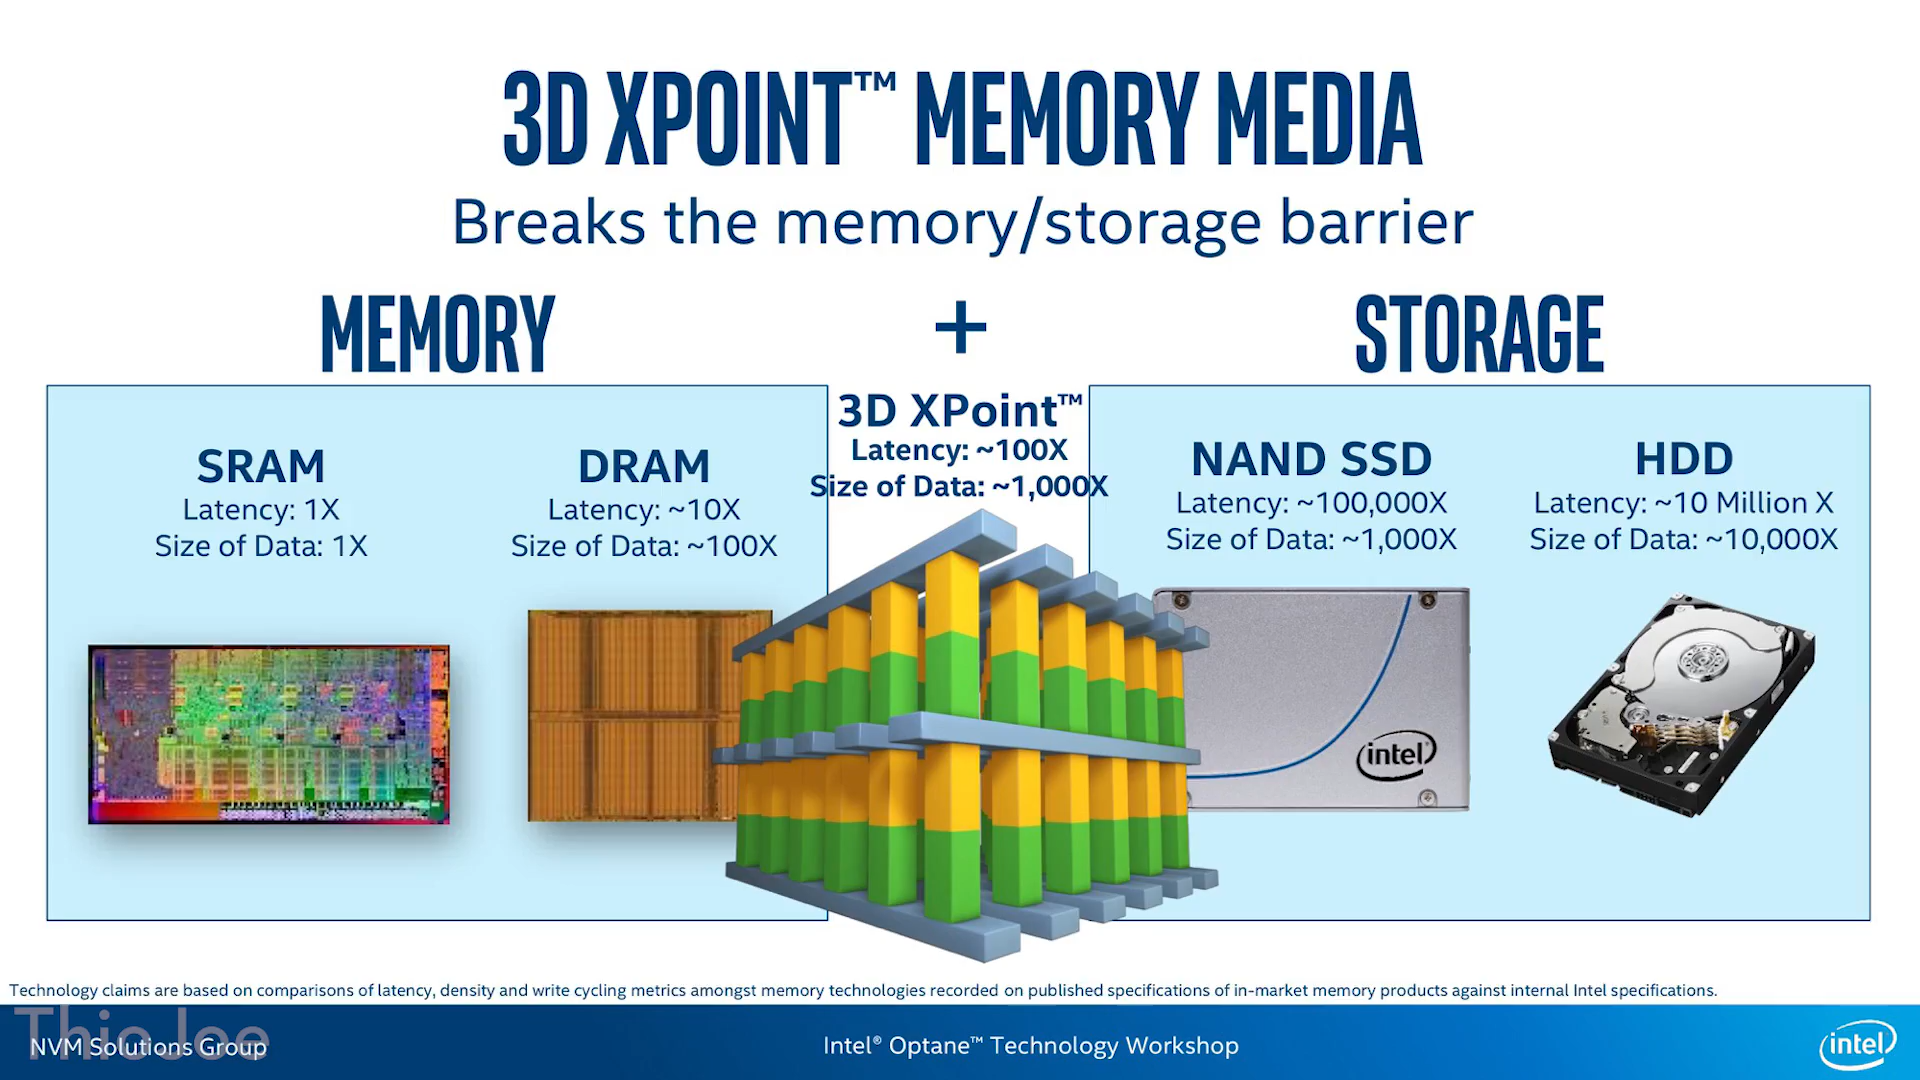 3D XPOINT™ MEMORY MEDIA
Breaks the memory/storage barrier
MEMORY
+
STORAGE
SRAM
Latency: 1X
Size of Data: 1X
DRAM
Latency: ~10X
Size of Data: ~100X
3D XPoint™
Latency: ~100X
Size of Data: ~1,000X
NAND SSD
Latency: ~100,000X
Size of Data: ~1,000X
HDD
Latency: ~10 Million X
Size of Data: ~10,000X
intel
Technology claims are based on comparisons of latency, density and write cycling metrics amongst memory technologies recorded on published specifications of in-market memory products against internal Intel specifications.
ThioJoe
NVM Solutions Group
Intel® Optane™ Technology Workshop
intel